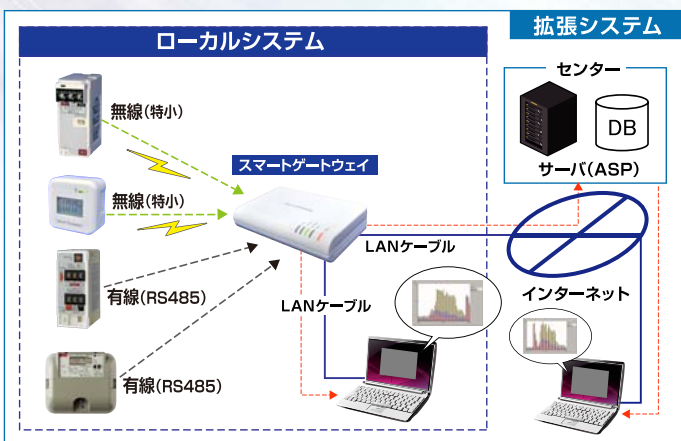 拡張システム
ローカルシステム
センター
DB
サーバ(ASP)
無線(特小)
スマートゲートウェイ
無線(特小)
LANケーブル
有線(RS485)
LANケーブル
インターネット
有線(RS485)